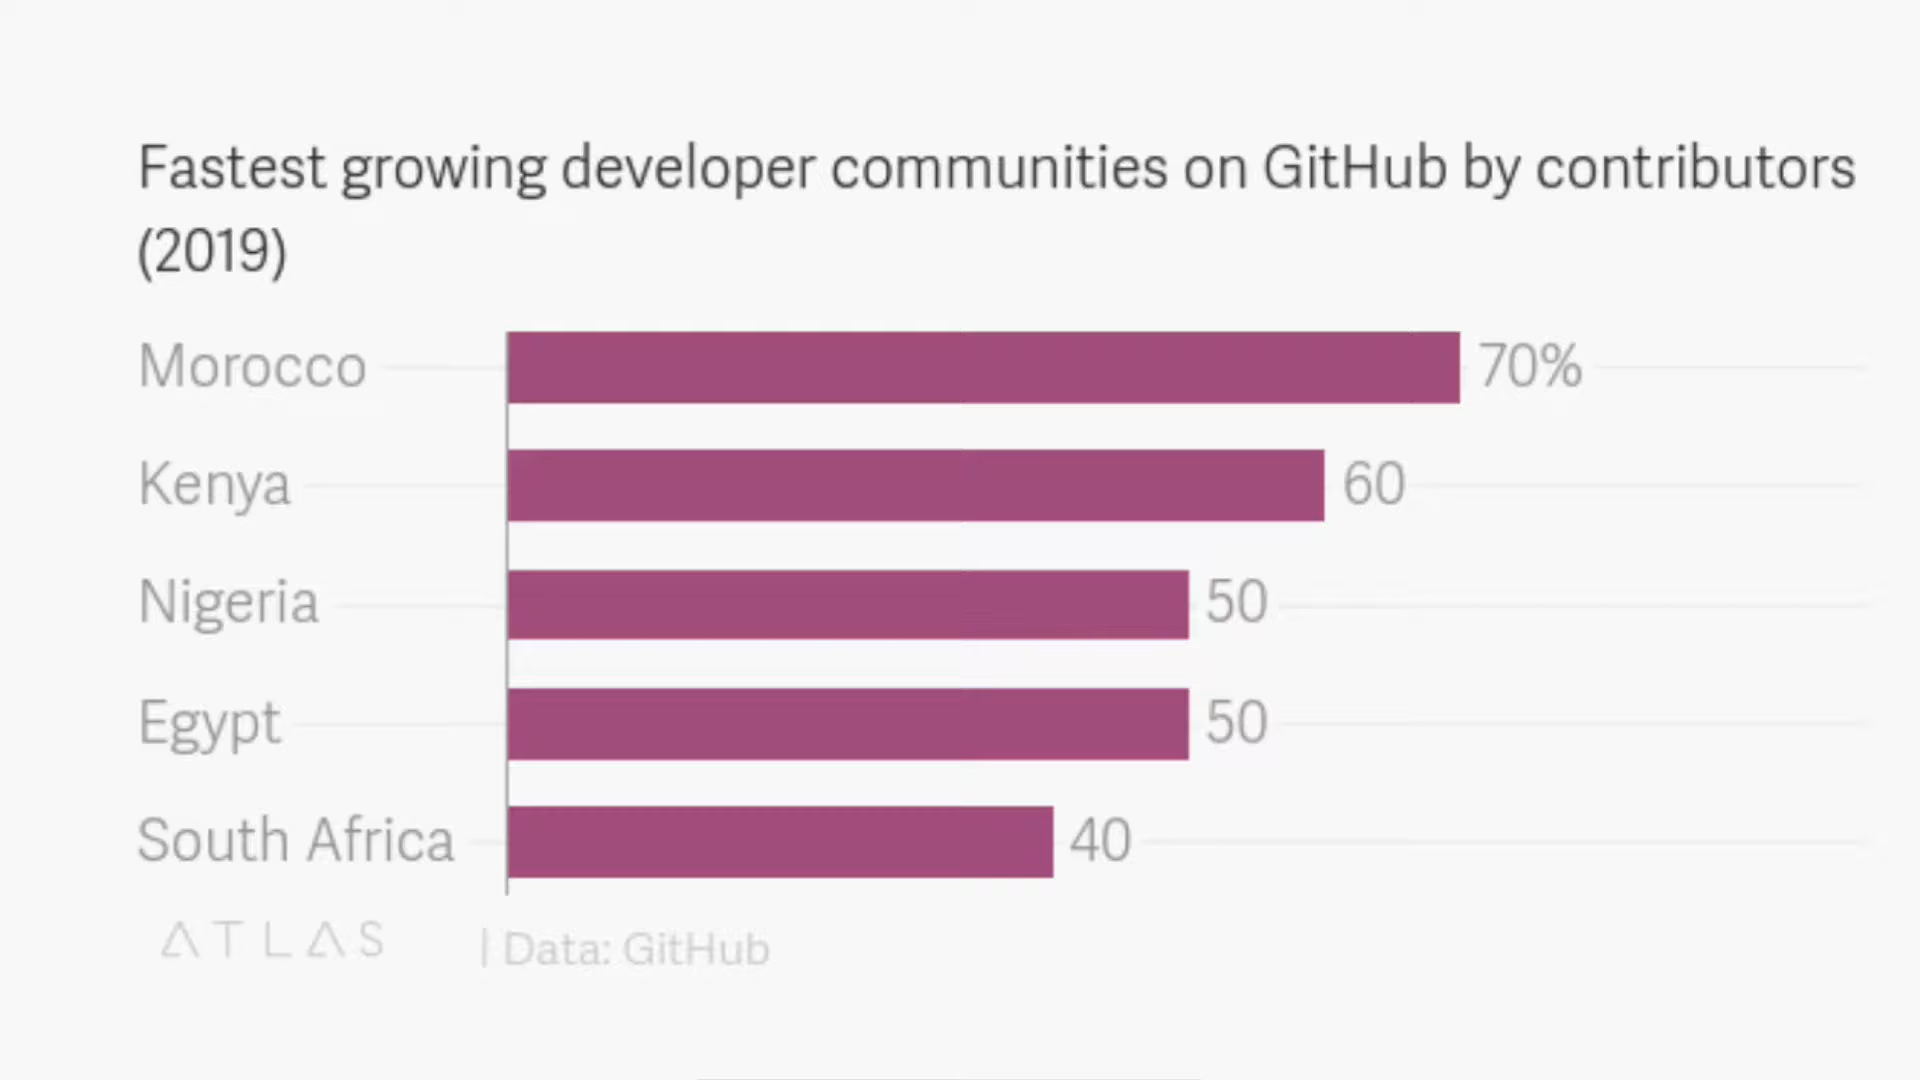 Fastest growing developer communities on GitHub by contributors
(2019)
Morocco 70%
Kenya 60
Nigeria 50
Egypt 50
South Africa 40
ATLAS | Data: GitHub